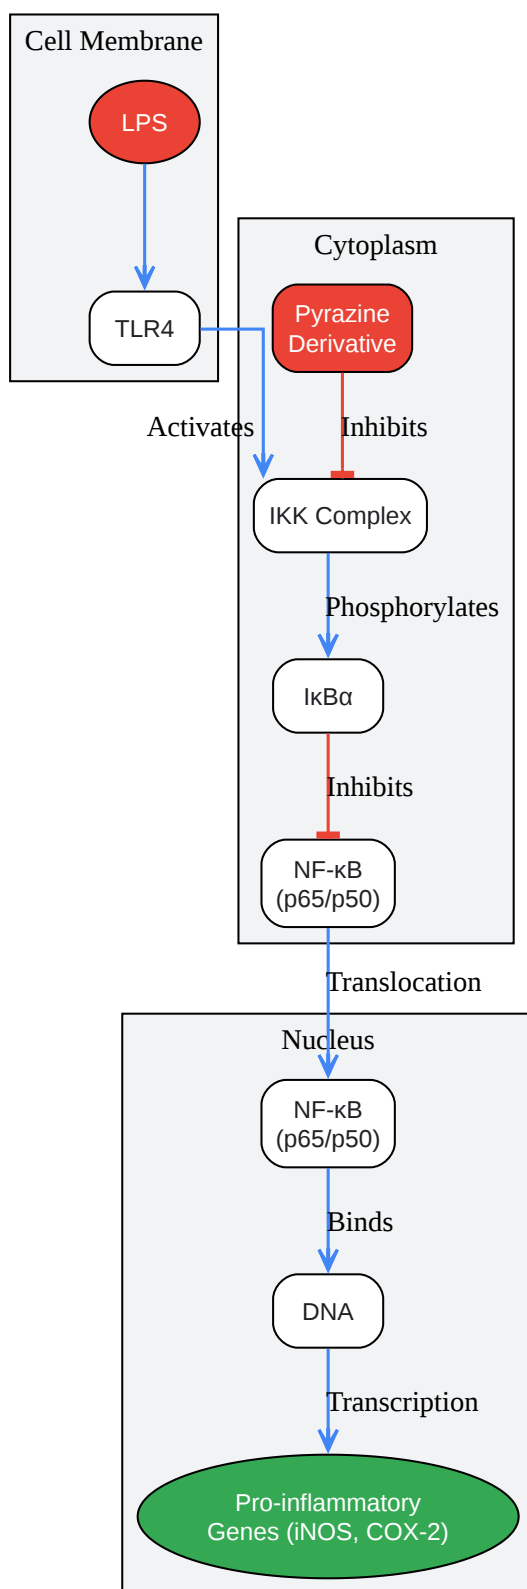 Cell Membrane
LPS
TLR4
Cytoplasm
Pyrazine
Derivative
Activates
Inhibits
IKK Complex
Phosphorylates
IκBα
Inhibits
NF-κB
(p65/p50)
Translocation
Nucleus
NF-κB
(p65/p50)
Binds
DNA
Transcription
Pro-inflammatory
Genes (iNOS, COX-2)